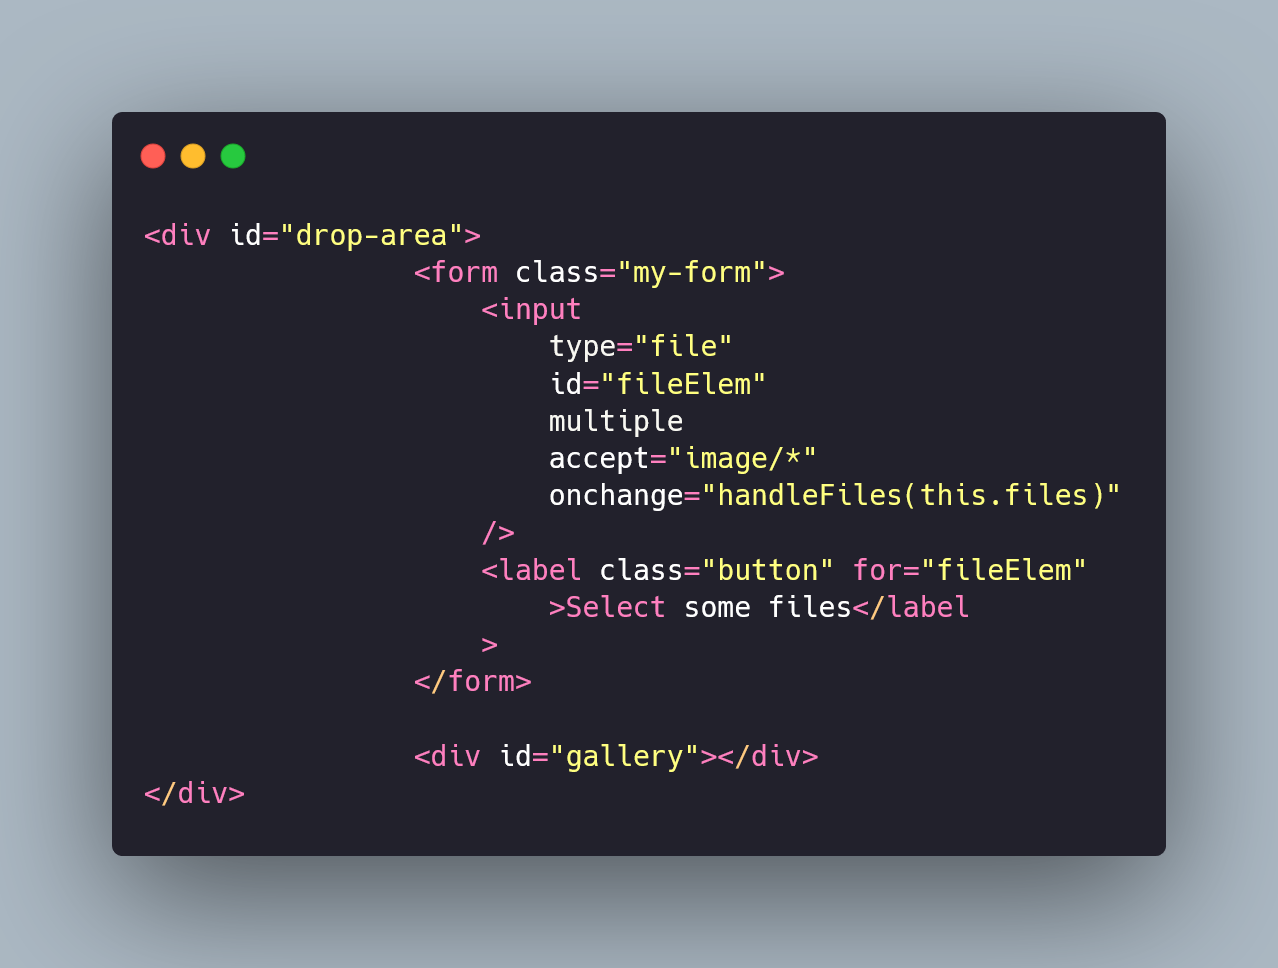 <div id="drop-area">
                <form class="my-form">
                    <input
                        type="file"
                        id="fileElem"
                        multiple
                        accept="image/*"
                        onchange="handleFiles(this.files)"
                    />
                    <label class="button" for="fileElem"
                        >Select some files</label
                    >
                </form>

                <div id="gallery"></div>
</div>